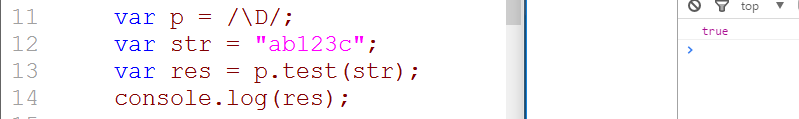 11 var p = /\D/;
12 var str = "ab123c";
13 var res = p.test(str);
14 console.log(res);
top
true